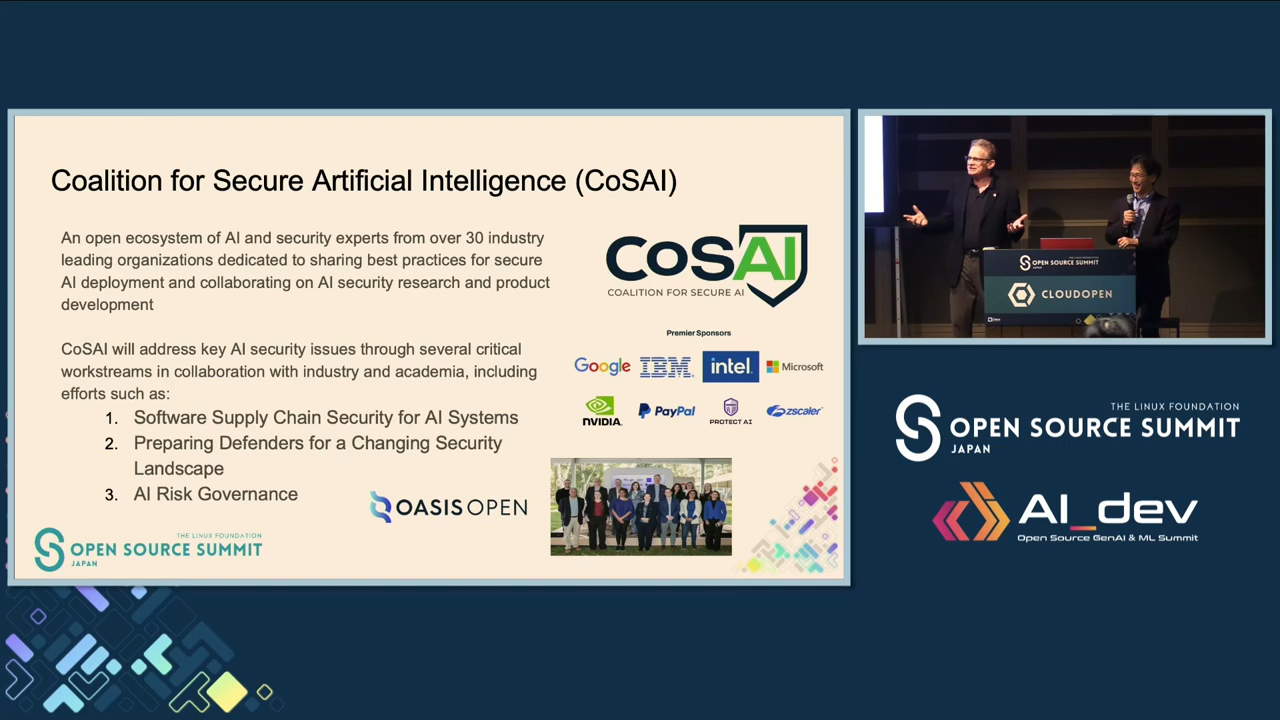 Coalition for Secure Artificial Intelligence (CoSAI)
An open ecosystem of AI and security experts from over 30 industry
leading organizations dedicated to sharing best practices for secure
AI deployment and collaborating on AI security research and product
development
CoSAI will address key AI security issues through several critical
workstreams in collaboration with industry and academia, including
efforts such as:
1. Software Supply Chain Security for AI Systems
2. Preparing Defenders for a Changing Security
Landscape
3. AI Risk Governance
CoSAI
COALITION FOR SECURE AI
Premier Sponsors
Google IBM intel. Microsoft
NVIDIA. PayPal PROTECT AI zscaler
OASIS OPEN
THE LINUX FOUNDATION
OPEN SOURCE SUMMIT
JAPAN
OPEN SOURCE SUMMIT
JAPAN
CLOUDOPEN
THE LINUX FOUNDATION
OPEN SOURCE SUMMIT
JAPAN
AI_dev
Open Source GenAI & ML Summit